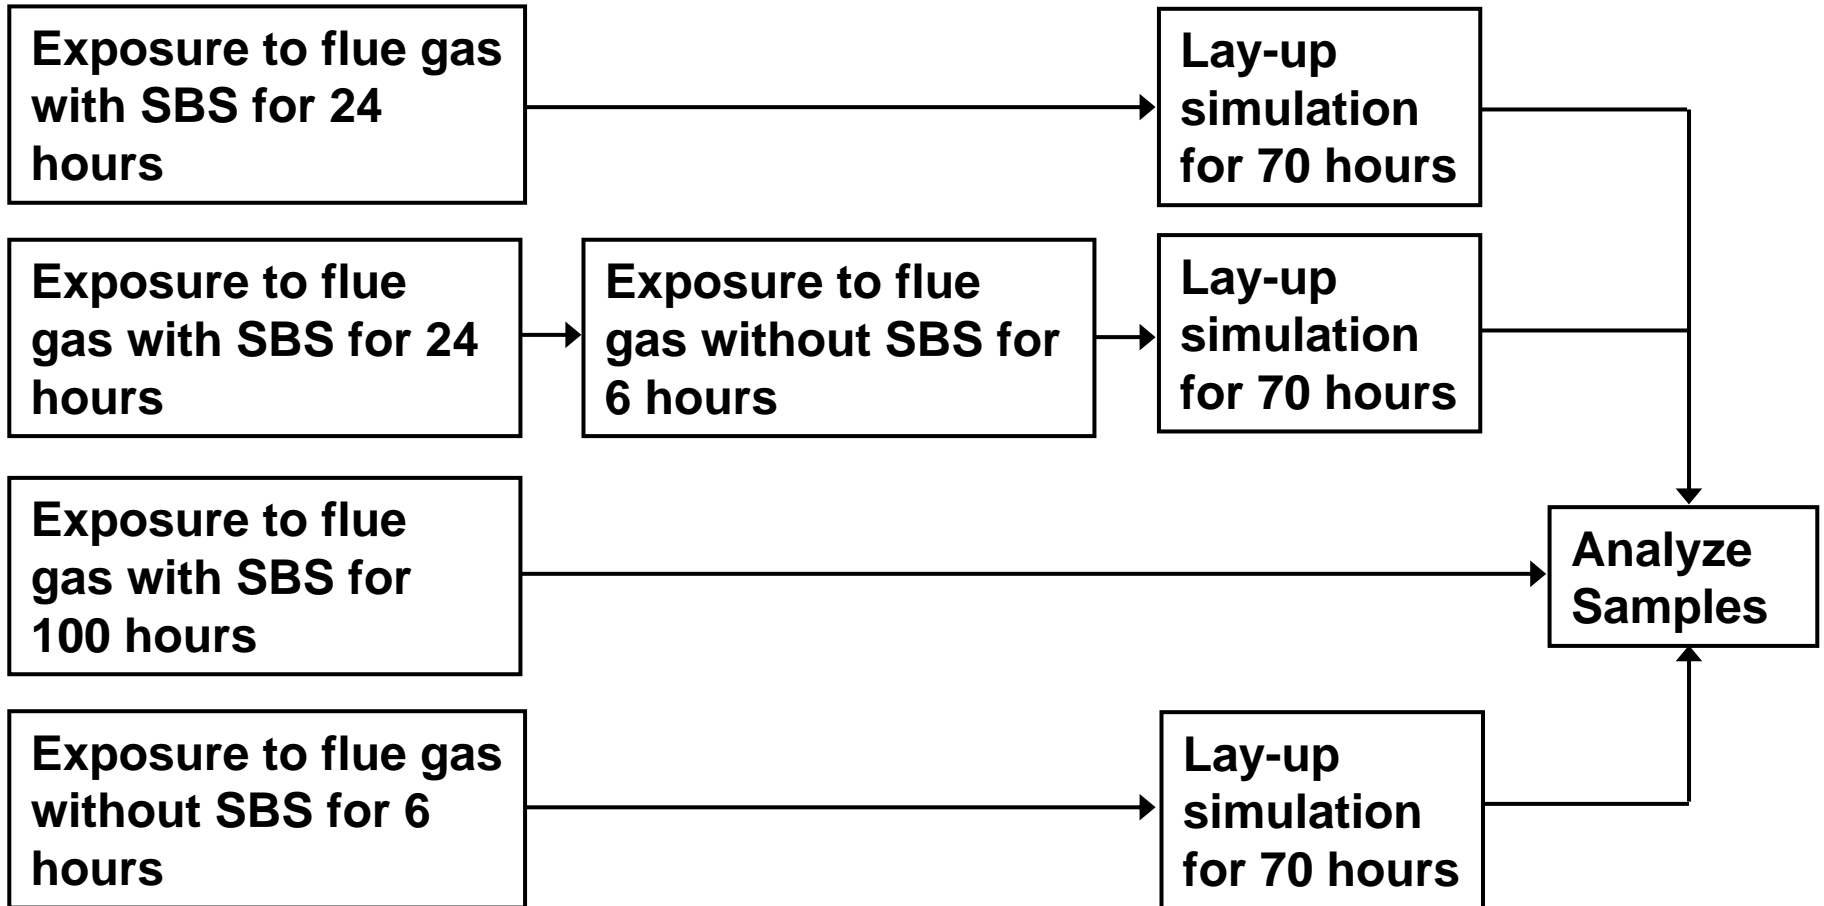 Exposure to flue gas
with SBS for 24
hours
Lay-up
simulation
for 70 hours
Exposure to flue
gas with SBS for 24
hours
Exposure to flue
gas without SBS for
6 hours
Lay-up
simulation
for 70 hours
Exposure to flue
gas with SBS for
100 hours
Analyze
Samples
Exposure to flue gas
without SBS for 6
hours
Lay-up
simulation
for 70 hours